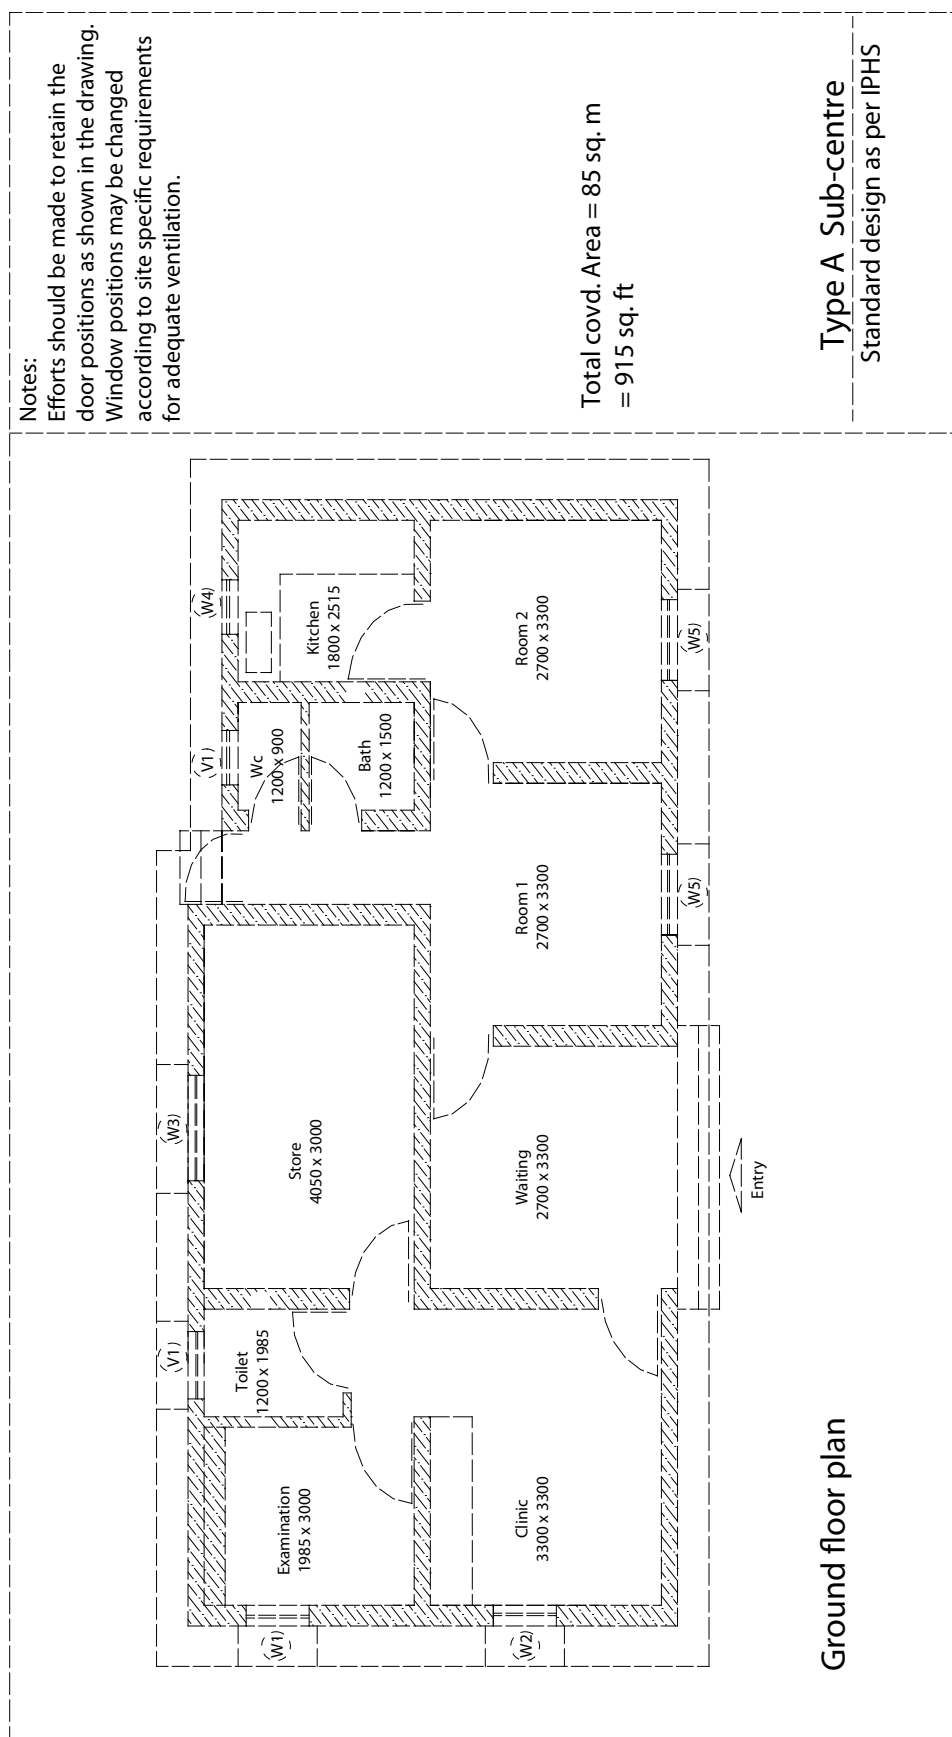 Notes:
Efforts should be made to retain the
door positions as shown in the drawing.
Window positions may be changed
according to site specific requirements
for adequate ventilation.
Total covd. Area = 85 sq. m
= 915 sq. ft
Type A Sub-centre
Standard design as per IPHS
V1)
W3)
V1)
W4)
Toilet
1200 x 1985
Examination
1985 x 3000
Store
4050 x 3000
Wc
1200 x 900
Bath
1200 x 1500
Kitchen
1800 x 2515
W1)
W2)
Clinic
3300 x 3300
Waiting
2700 x 3300
Room 1
2700 x 3300
Room 2
2700 x 3300
W5)
W5)
Entry
Ground floor plan